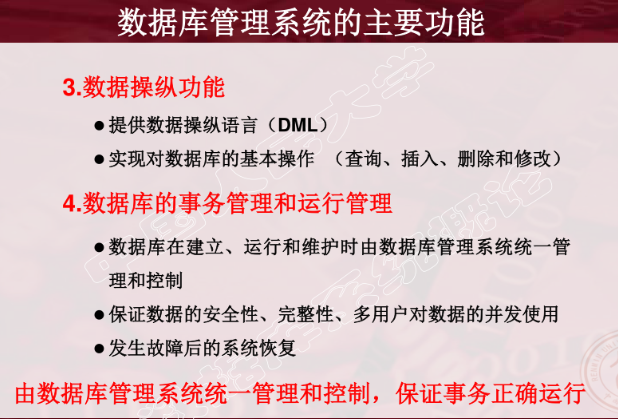 数据库管理系统的主要功能
3.数据操纵功能
●提供数据操纵语言（DML）
●实现对数据库的基本操作 （查询、插入、删除和修改）
4.数据库的事务管理和运行管理
●数据库在建立、运行和维护时由数据库管理系统统一管
理和控制
●保证数据的安全性、完整性、多用户对数据的并发使用
●发生故障后的系统恢复
由数据库管理系统统一管理和控制，保证事务正确运行